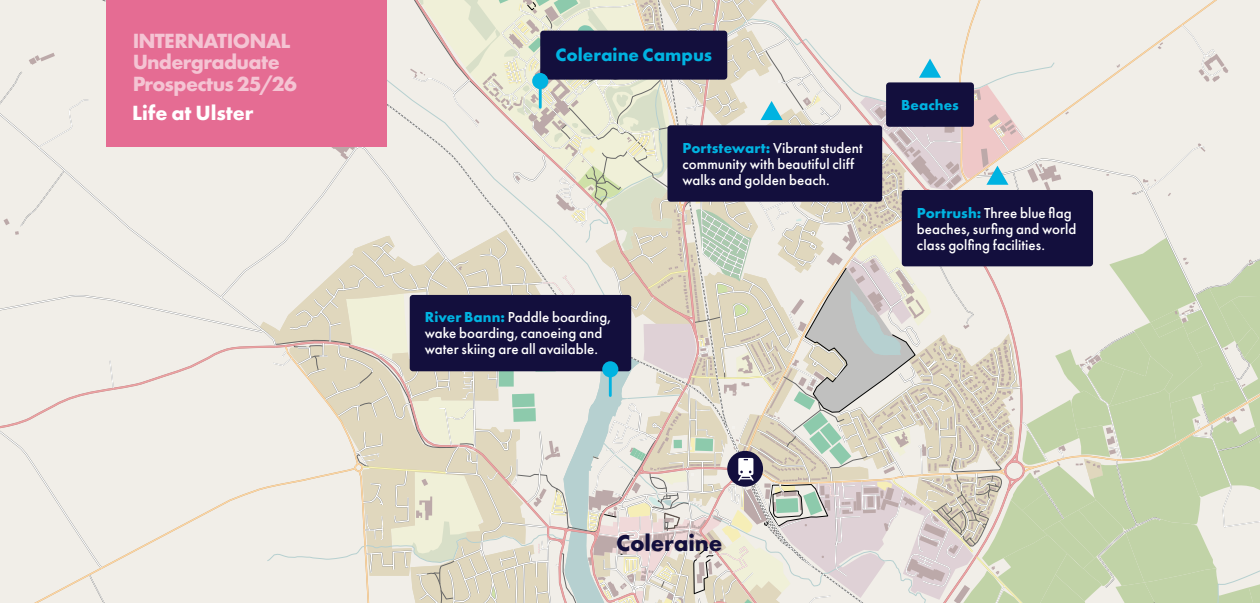 INTERNATIONAL
Undergraduate
Prospectus 25/26
Life at Ulster
Coleraine Campus
Beaches
Portstewart: Vibrant student
community with beautiful cliff
walks and golden beach.
Portrush: Three blue flag
beaches, surfing and world
class golfing facilities.
River Bann: Paddle boarding,
wake boarding, canoeing and
water skiing are all available.
Coleraine